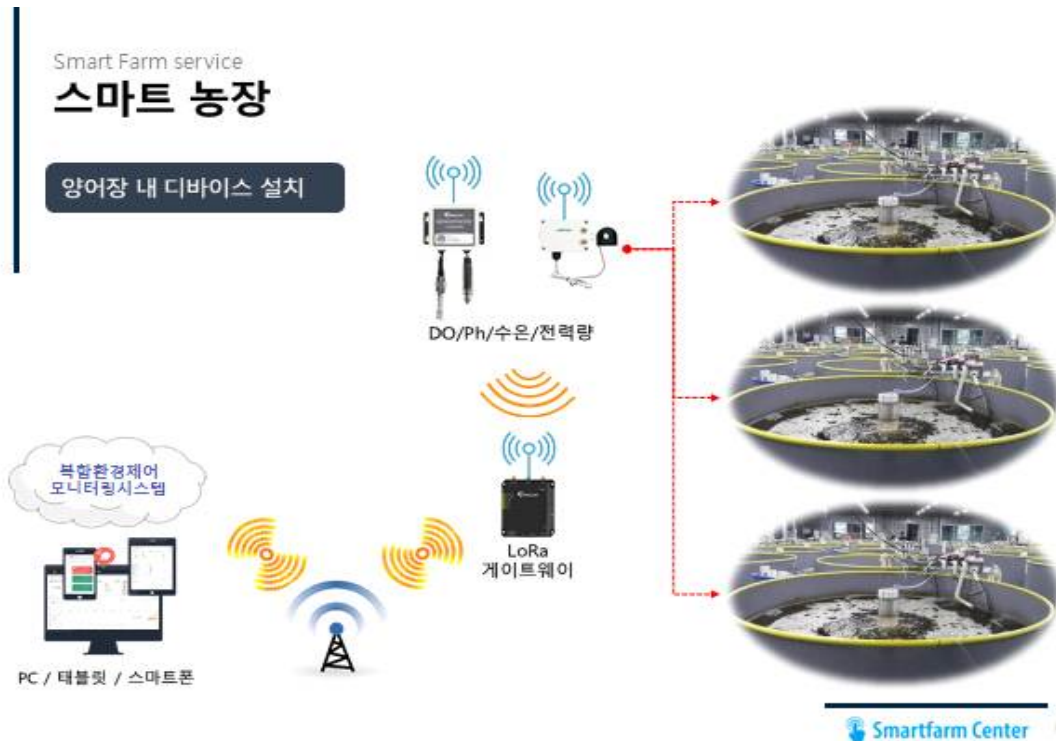 Smart Farm service
스마트 농장
양어장 내 디바이스 설치
DO/Ph/수온/전력량
복합환경제어
모니터링시스템
LoRa
게이트웨이
PC / 태블릿 / 스마트폰
Smartfarm Center